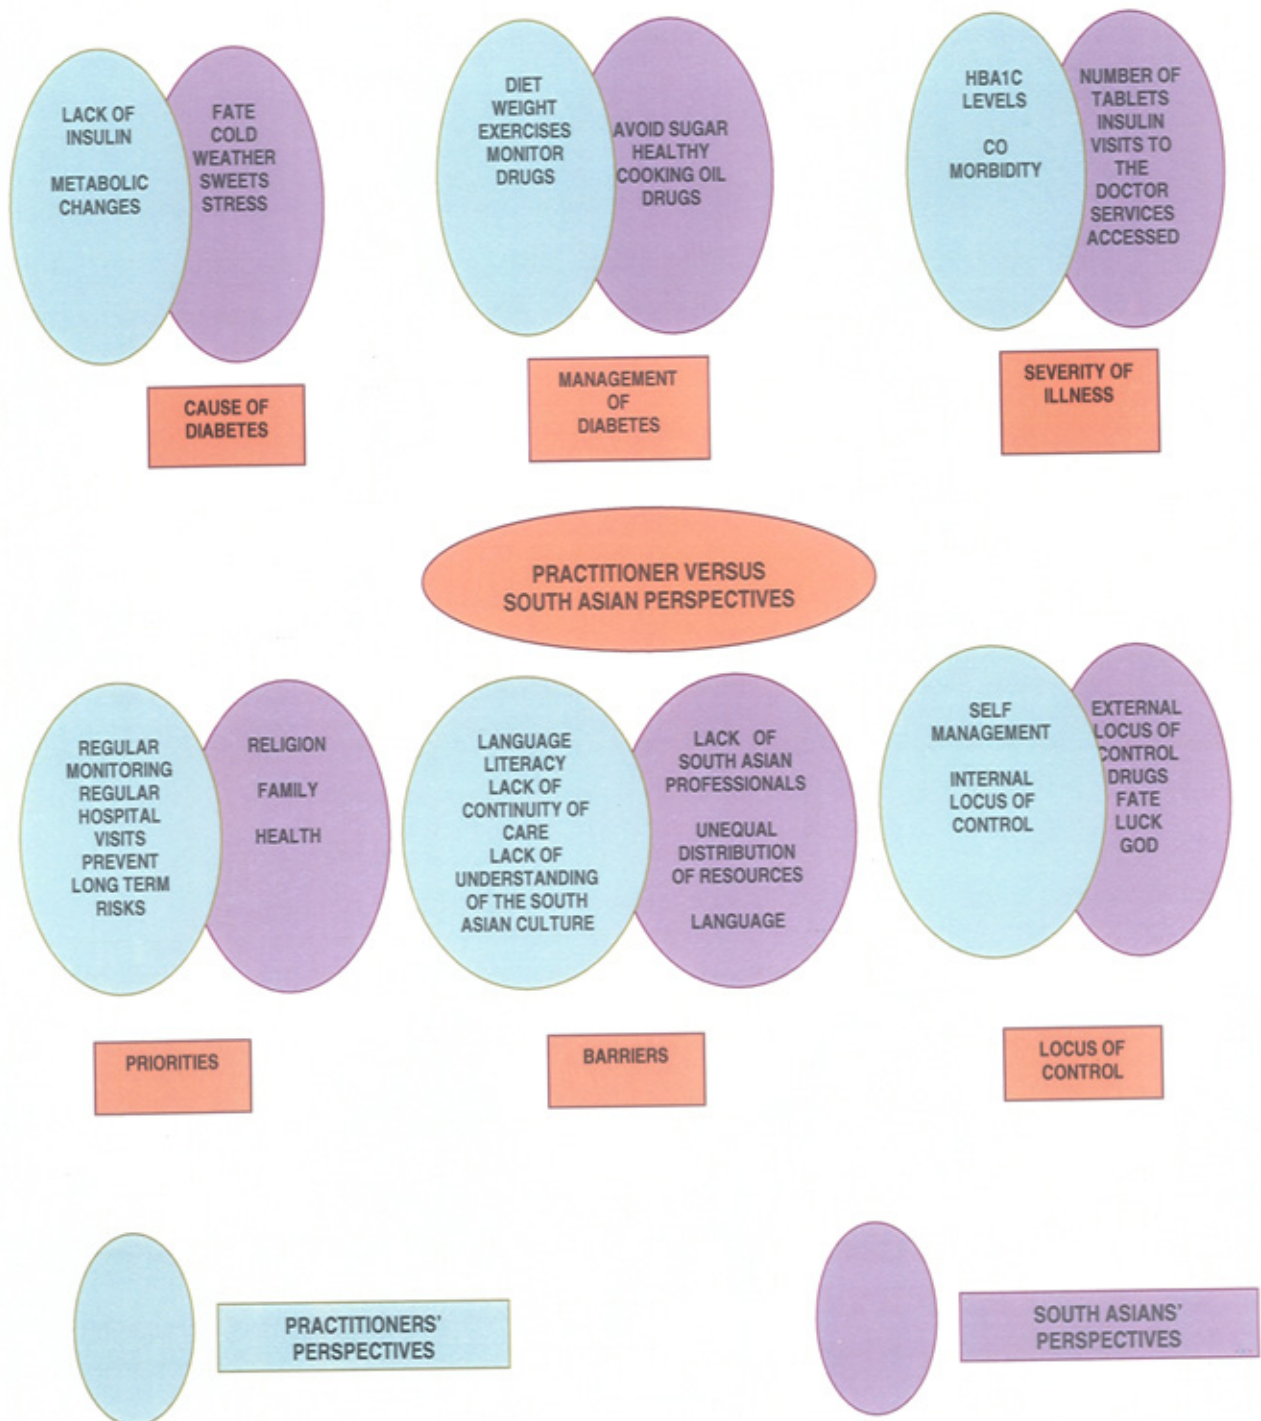 LACK OF
INSULIN
METABOLIC
CHANGES
FATE
COLD
WEATHER
SWEETS
STRESS
CAUSE OF
DIABETES
DIET
WEIGHT
EXERCISES
MONITOR
DRUGS
AVOID SUGAR
HEALTHY
COOKING OIL
DRUGS
MANAGEMENT
OF
DIABETES
HBA1C
LEVELS
CO
MORBIDITY
NUMBER OF
TABLETS
INSULIN
VISITS TO
THE
DOCTOR
SERVICES
ACCESSED
SEVERITY OF
ILLNESS
PRACTITIONER VERSUS
SOUTH ASIAN PERSPECTIVES
REGULAR
MONITORING
REGULAR
HOSPITAL
VISITS
PREVENT
LONG TERM
RISKS
RELIGION
FAMILY
HEALTH
PRIORITIES
LANGUAGE
LITERACY
LACK OF
CONTINUITY OF
CARE
LACK OF
UNDERSTANDING
OF THE SOUTH
ASIAN CULTURE
LACK OF
SOUTH ASIAN
PROFESSIONALS
UNEQUAL
DISTRIBUTION
OF RESOURCES
LANGUAGE
BARRIERS
SELF
MANAGEMENT
INTERNAL
LOCUS OF
CONTROL
EXTERNAL
LOCUS OF
CONTROL
DRUGS
FATE
LUCK
GOD
LOCUS OF
CONTROL
PRACTITIONERS'
PERSPECTIVES
SOUTH ASIANS'
PERSPECTIVES